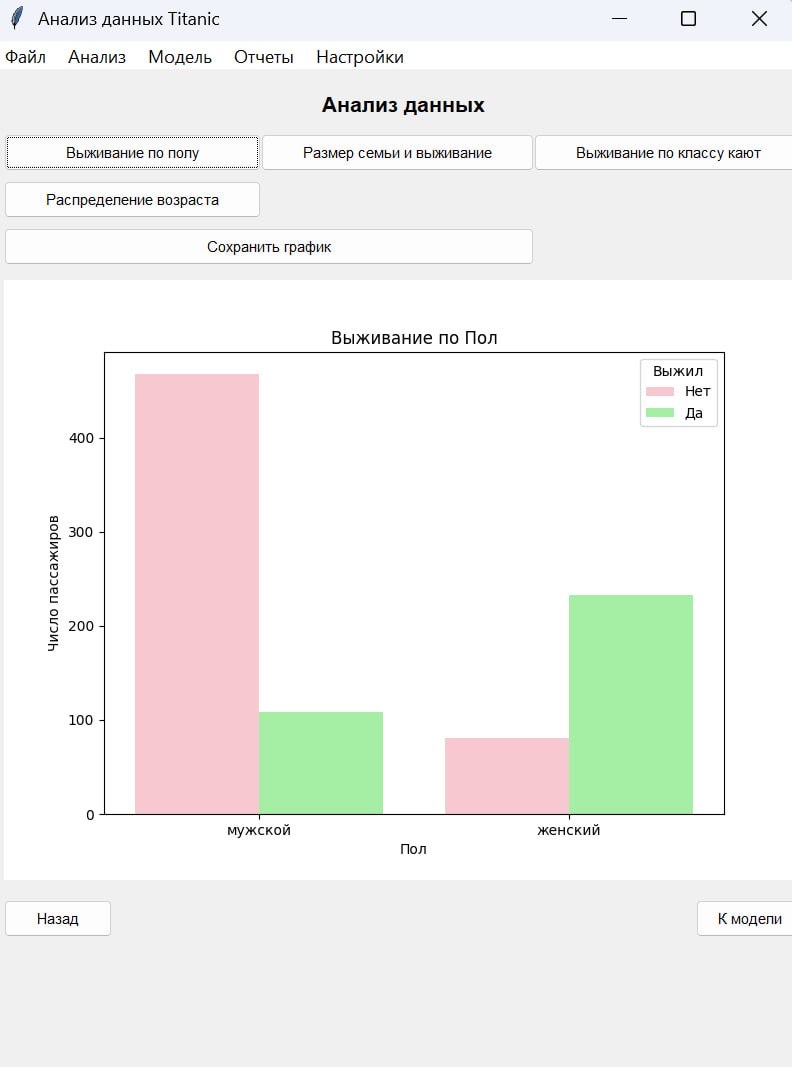 Анализ данных Titanic
Файл Анализ Модель Отчеты Настройки
Анализ данных
Выживание по полу Размер семьи и выживание Выживание по классу кают
Распределение возраста
Сохранить график
Выживание по Пол
Выжил
Нет
Да
400
300
200
100
0
Число пассажиров
мужской женский
Пол
Назад К модели